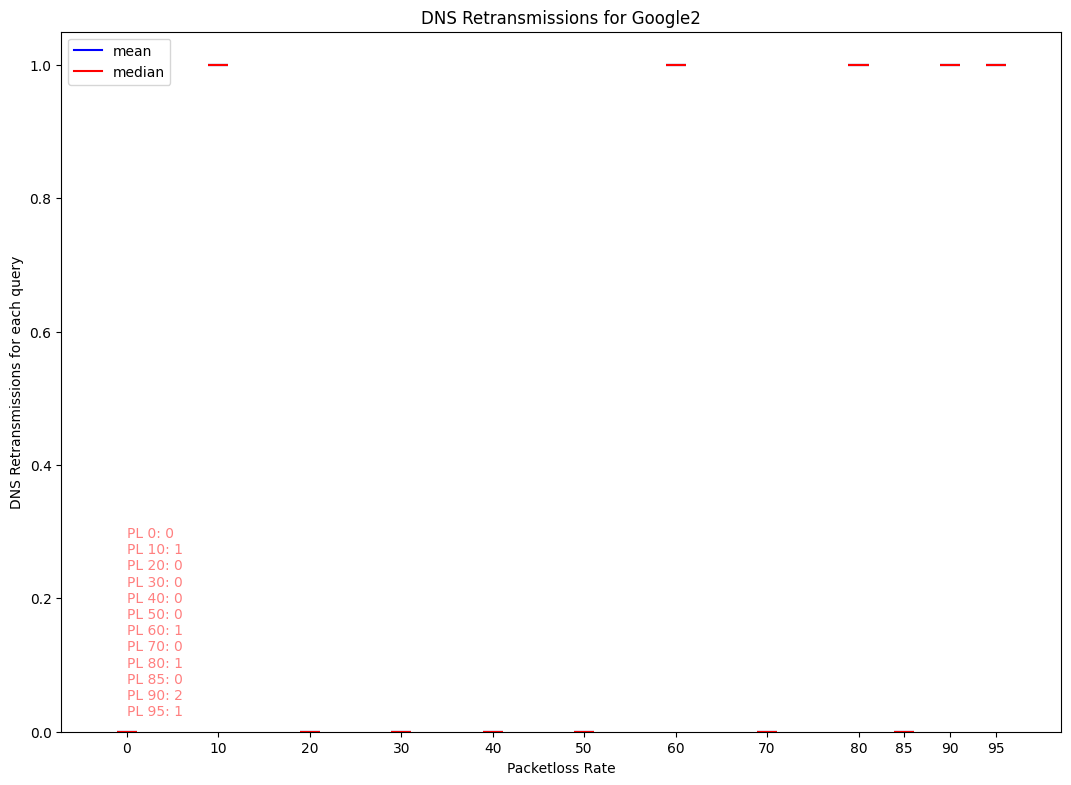 DNS Retransmissions for Google2
mean
median
DNS Retransmissions for each query
1.0
0.8
0.6
0.4
0.2
0.0
PL 0: 0
PL 10: 1
PL 20: 0
PL 30: 0
PL 40: 0
PL 50: 0
PL 60: 1
PL 70: 0
PL 80: 1
PL 85: 0
PL 90: 2
PL 95: 1
0 10 20 30 40 50 60 70 80 85 90 95
Packetloss Rate